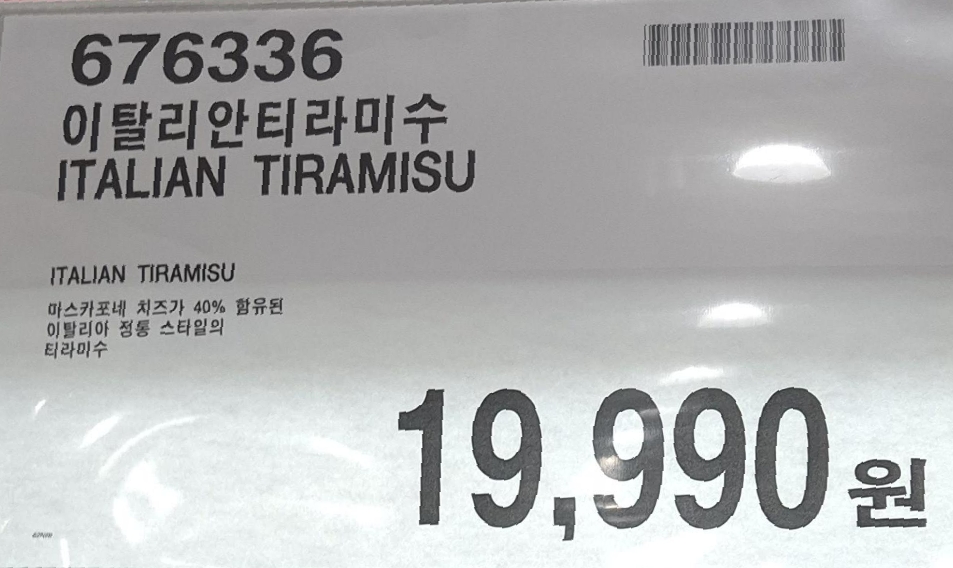 676336
이탈리안티라미수
ITALIAN TIRAMISU
ITALIAN TIRAMISU
마스카포네 치즈가 40% 함유된
이탈리아 정통 스타일의
티라미수
19,990원